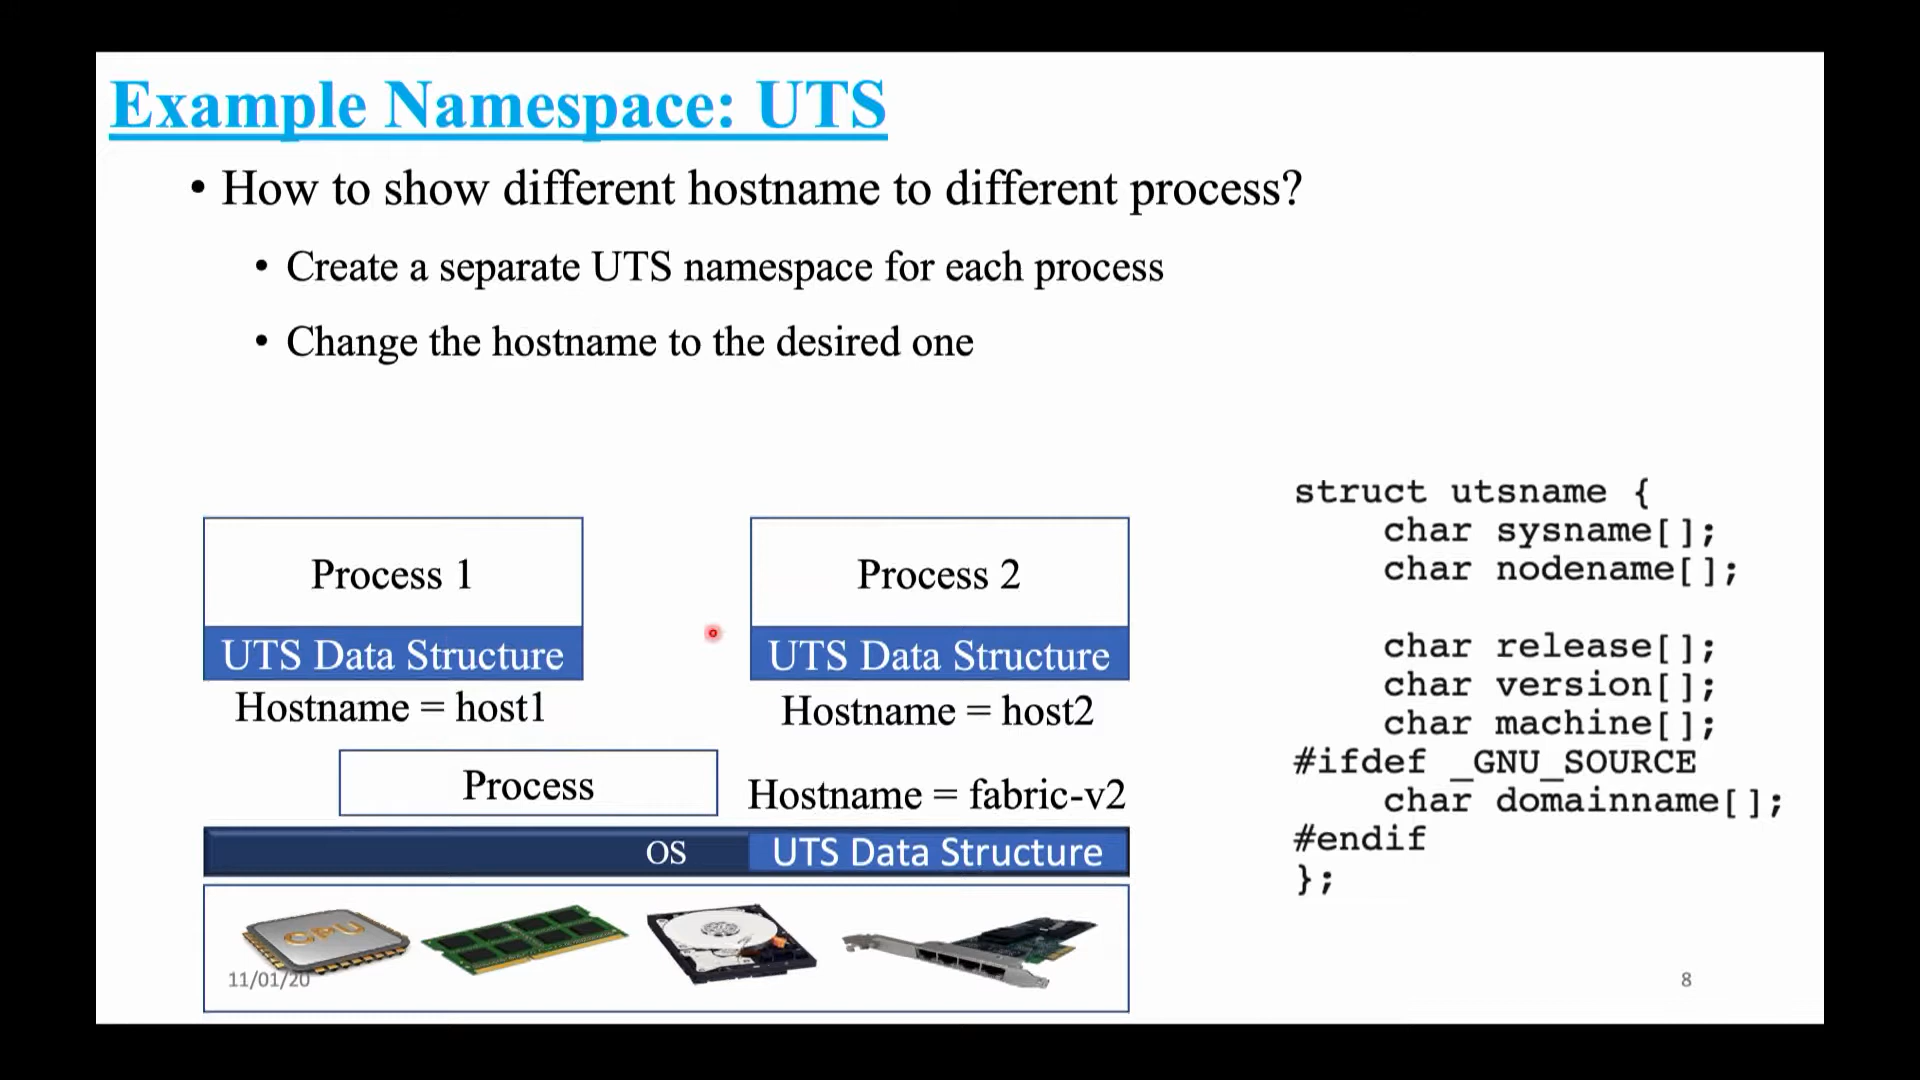 Example Namespace: UTS
• How to show different hostname to different process?
• Create a separate UTS namespace for each process
• Change the hostname to the desired one
Process 1
UTS Data Structure
Hostname = host1
Process 2
UTS Data Structure
Hostname = host2
Process
Hostname = fabric-v2
OS
UTS Data Structure
CPU
11/01/20
struct utsname {
char sysname[];
char nodename[];
char release[];
char version[];
char machine[];
#ifdef _GNU_SOURCE
char domainname[];
#endif
};
8